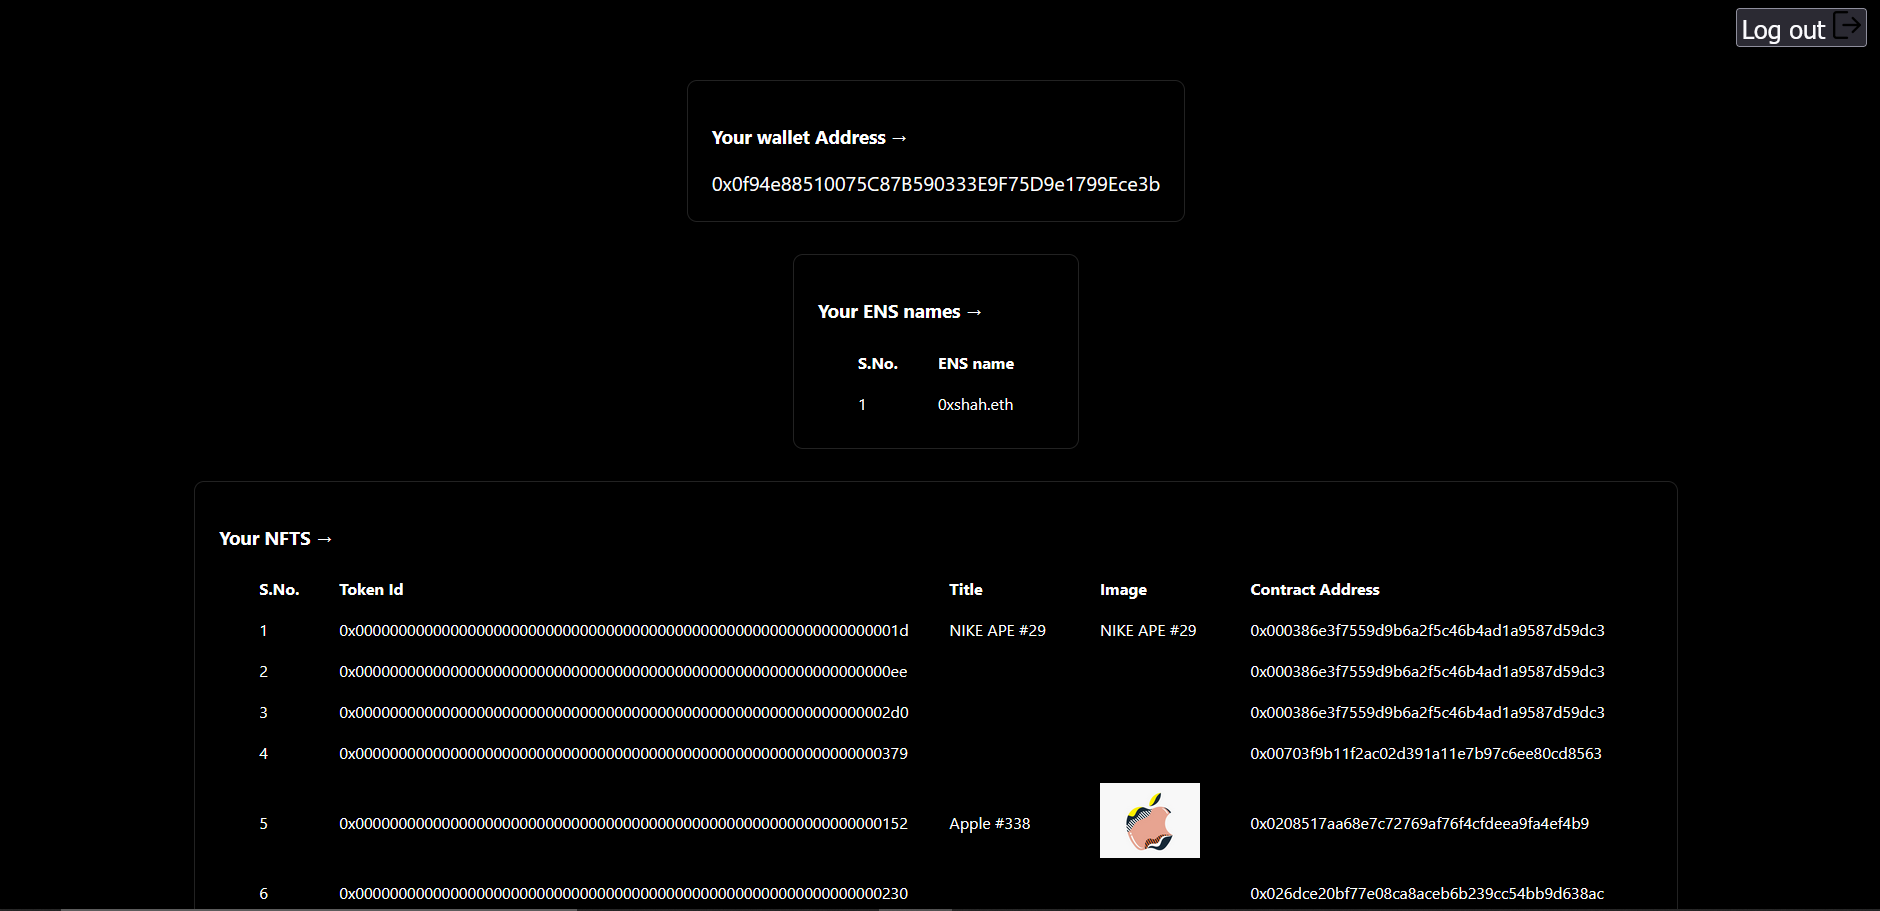 Log out
Your wallet Address →
0x0f94e88510075C87B590333E9F75D9e1799Ece3b
Your ENS names →
S.No. ENS name
1 0xshah.eth
Your NFTS →
S.No. Token Id Title Image Contract Address
1 0x000000000000000000000000000000000000000000000000000000000000001d NIKE APE #29 NIKE APE #29 0x000386e3f7559d9b6a2f5c46b4ad1a9587d59dc3
2 0x00000000000000000000000000000000000000000000000000000000000000ee 0x000386e3f7559d9b6a2f5c46b4ad1a9587d59dc3
3 0x00000000000000000000000000000000000000000000000000000000000002d0 0x000386e3f7559d9b6a2f5c46b4ad1a9587d59dc3
4 0x0000000000000000000000000000000000000000000000000000000000000379 0x00703f9b11f2ac02d391a11e7b97c6ee80cd8563
5 0x0000000000000000000000000000000000000000000000000000000000000152 Apple #338 0x0208517aa68e7c72769af76f4cfdeea9fa4ef4b9
6 0x0000000000000000000000000000000000000000000000000000000000000230 0x026dce20bf77e08ca8aceb6b239cc54bb9d638ac